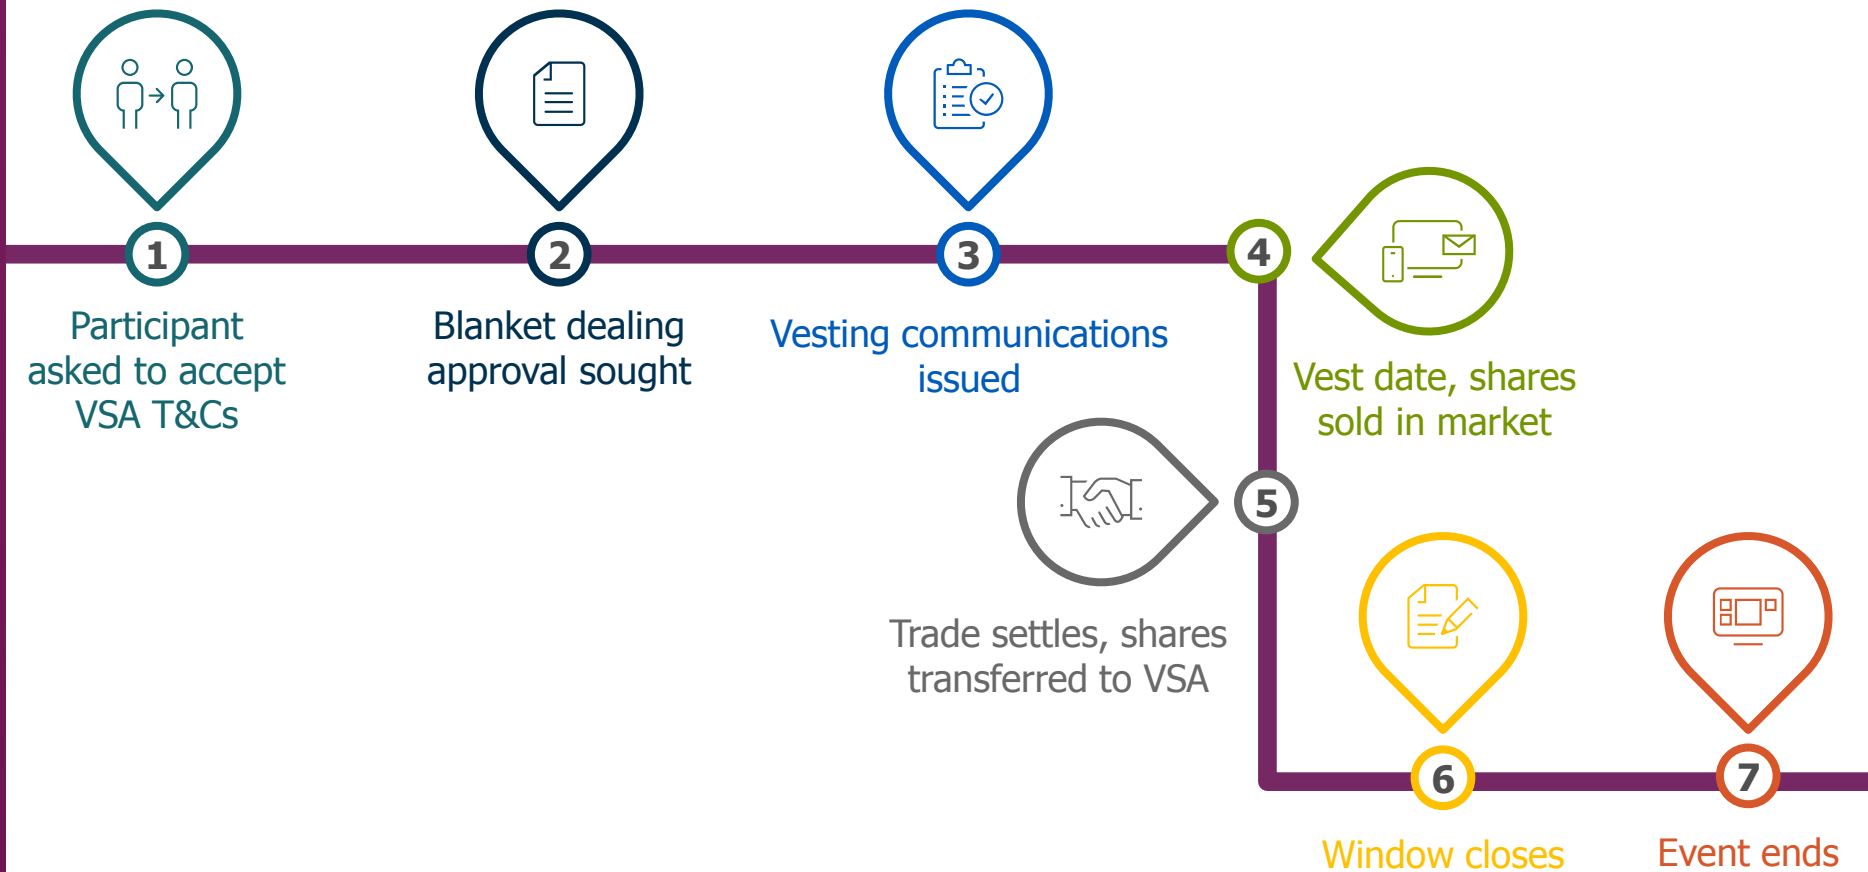 1
Participant
asked to accept
VSA T&Cs
2
Blanket dealing
approval sought
3
Vesting communications
issued
4
Vest date, shares
sold in market
5
Trade settles, shares
transferred to VSA
6
Window closes
7
Event ends